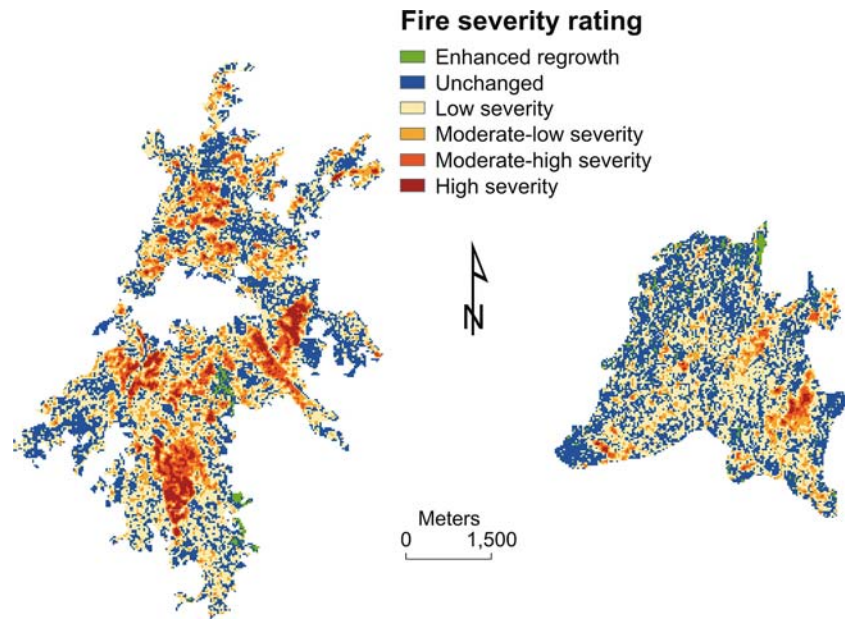 Fire severity rating
Enhanced regrowth
Unchanged
Low severity
Moderate-low severity
Moderate-high severity
High severity
N
Meters
0 1,500